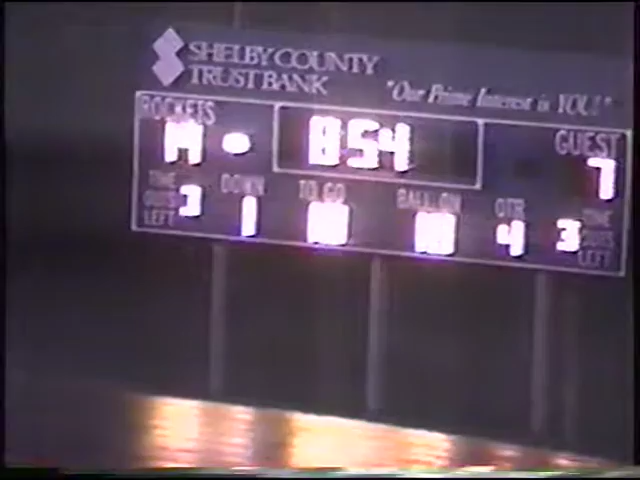 SHELBY COUNTY
TRUST BANK
"Our Prime Interest is YOU!"
ROCKETS
GUEST
14
8 54
7
TIME OUTS LEFT 3
DOWN 1
TO GO 10
BALL ON
QTR 4
3 TIME OUTS LEFT